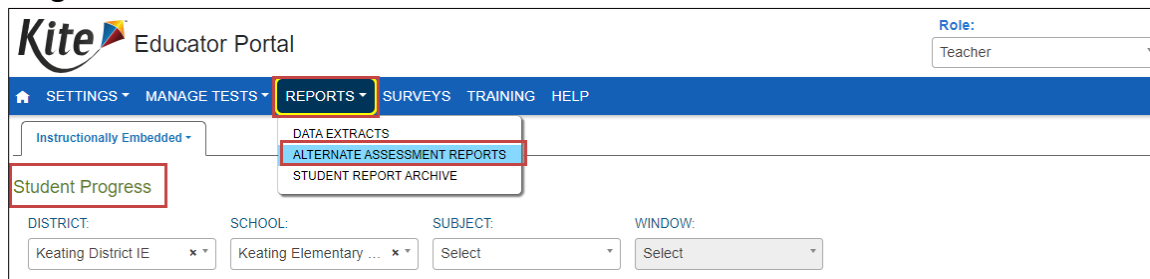 Kite Educator Portal
Role:
Teacher
SETTINGS MANAGE TESTS REPORTS SURVEYS TRAINING HELP
Instructionally Embedded
DATA EXTRACTS
ALTERNATE ASSESSMENT REPORTS
STUDENT REPORT ARCHIVE
Student Progress
DISTRICT: SCHOOL: SUBJECT: WINDOW:
Keating District IE × Keating Elementary ... × Select Select